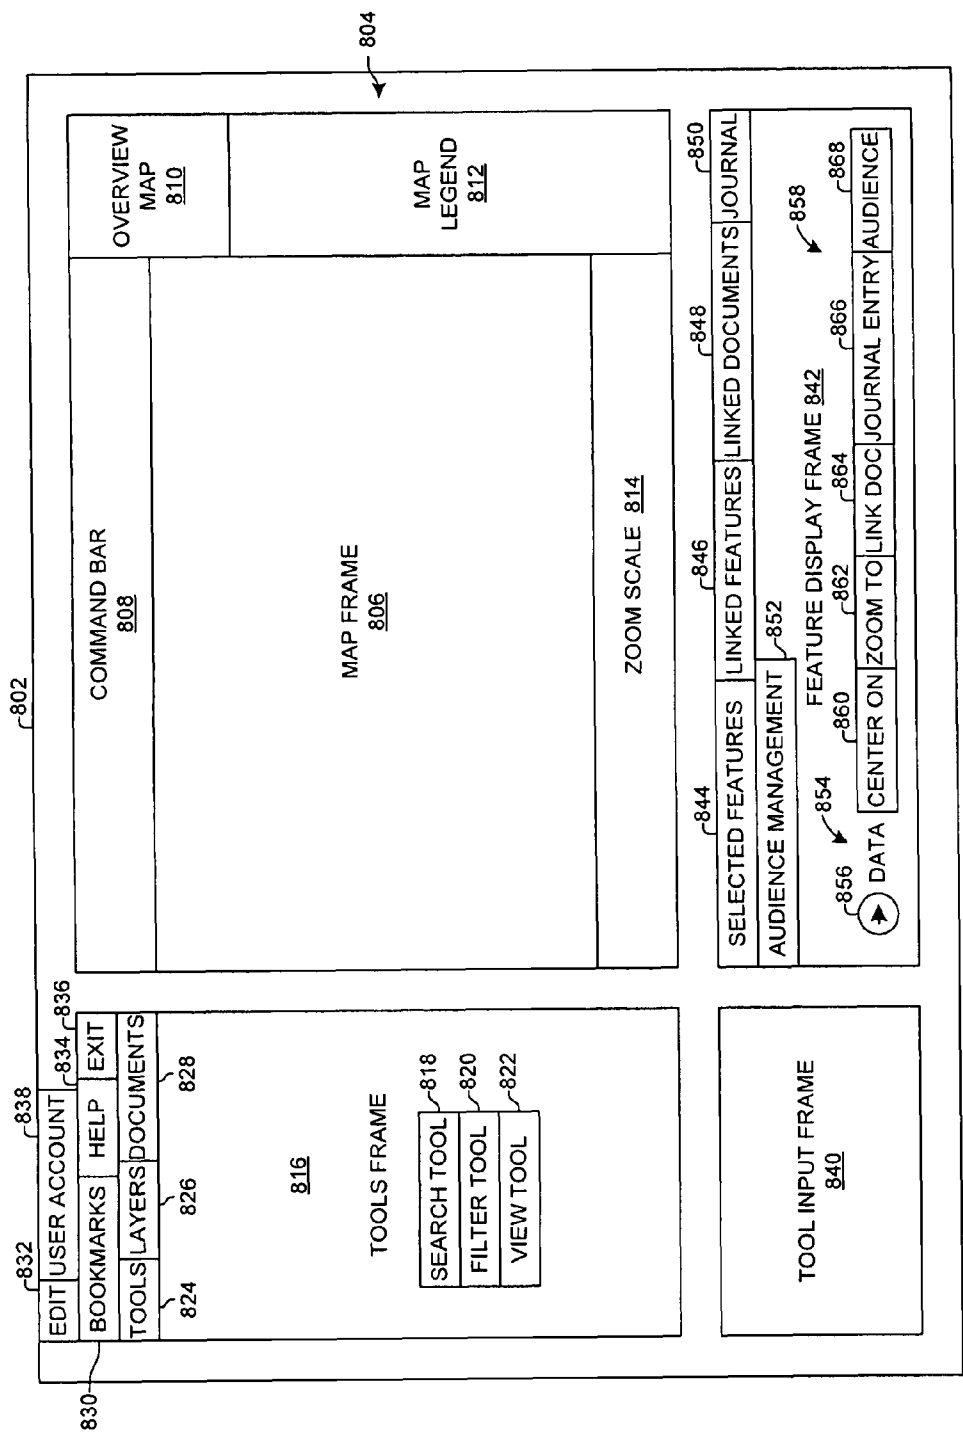 802
804
832
838
EDIT USER ACCOUNT
834
836
830
BOOKMARKS HELP EXIT
TOOLS LAYERS DOCUMENTS
824
826
828
816
TOOLS FRAME
SEARCH TOOL
818
FILTER TOOL
820
VIEW TOOL
822
COMMAND BAR
808
OVERVIEW
MAP
810
MAP FRAME
806
MAP
LEGEND
812
ZOOM SCALE 814
TOOL INPUT FRAME
840
844
846
848
850
SELECTED FEATURES LINKED FEATURES LINKED DOCUMENTS JOURNAL
AUDIENCE MANAGEMENT
852
FEATURE DISPLAY FRAME 842
854
858
856
860
862
864
866
868
DATA CENTER ON ZOOM TO LINK DOC JOURNAL ENTRY AUDIENCE